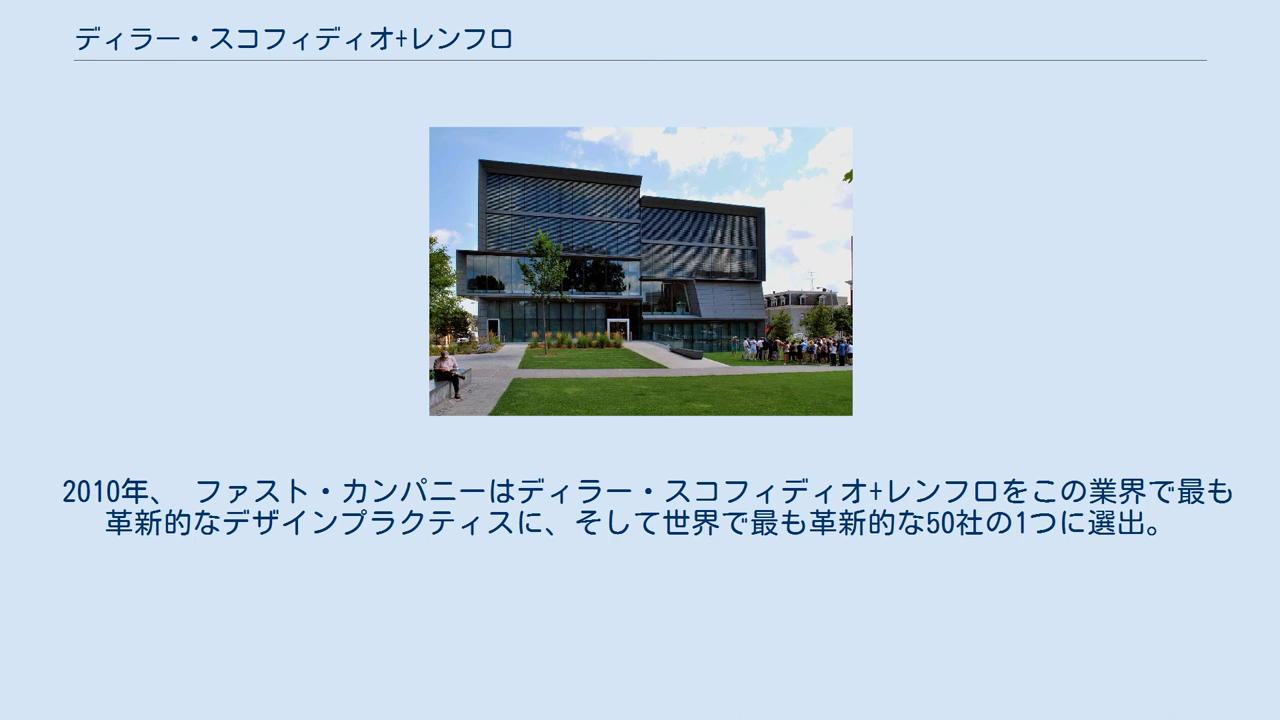 ディラー・スコフィディオ+レンフロ
2010年、 ファスト・カンパニーはディラー・スコフィディオ+レンフロをこの業界で最も
革新的なデザインプラクティスに、そして世界で最も革新的な50社の1つに選出。